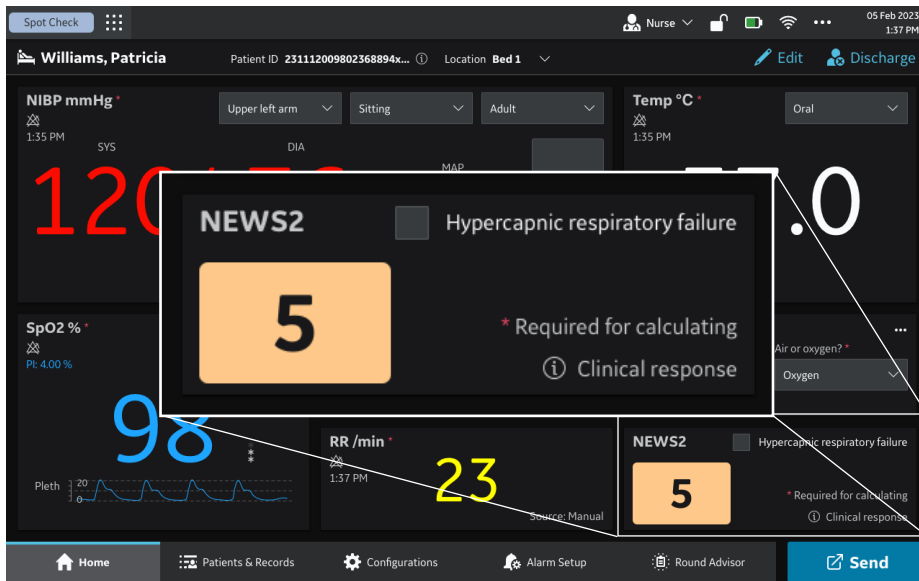 Spot Check
Nurse
05 Feb 2023
1:37 PM
Williams, Patricia
Patient ID 231112009802368894x...
Location Bed 1
Edit
Discharge
NIBP mmHg *
1:35 PM
Upper left arm
Sitting
Adult
SYS
DIA
MAP
120
Temp °C *
1:35 PM
Oral
.0
NEWS2
Hypercapnic respiratory failure
5
* Required for calculating
Clinical response
SpO2 % *
PI: 4.00 %
98
Pleth
20
0
Air or oxygen? *
Oxygen
RR /min *
1:37 PM
23
Source: Manual
NEWS2
Hypercapnic respiratory failure
5
* Required for calculating
Clinical response
Home
Patients & Records
Configurations
Alarm Setup
Round Advisor
Send